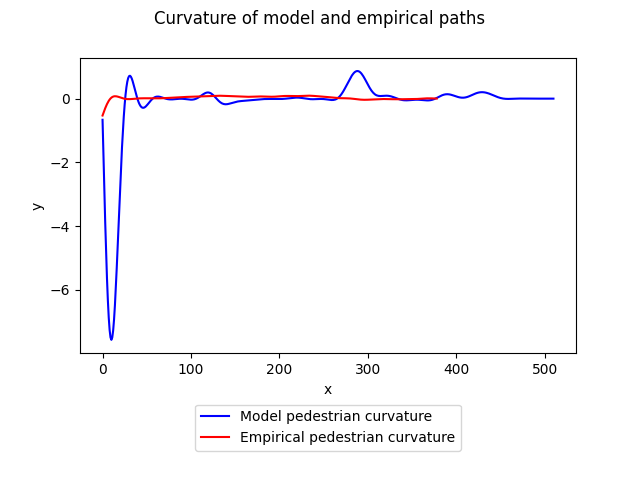 Curvature of model and empirical paths
0
−2
−4
−6
y
0 100 200 300 400 500
x
Model pedestrian curvature
Empirical pedestrian curvature